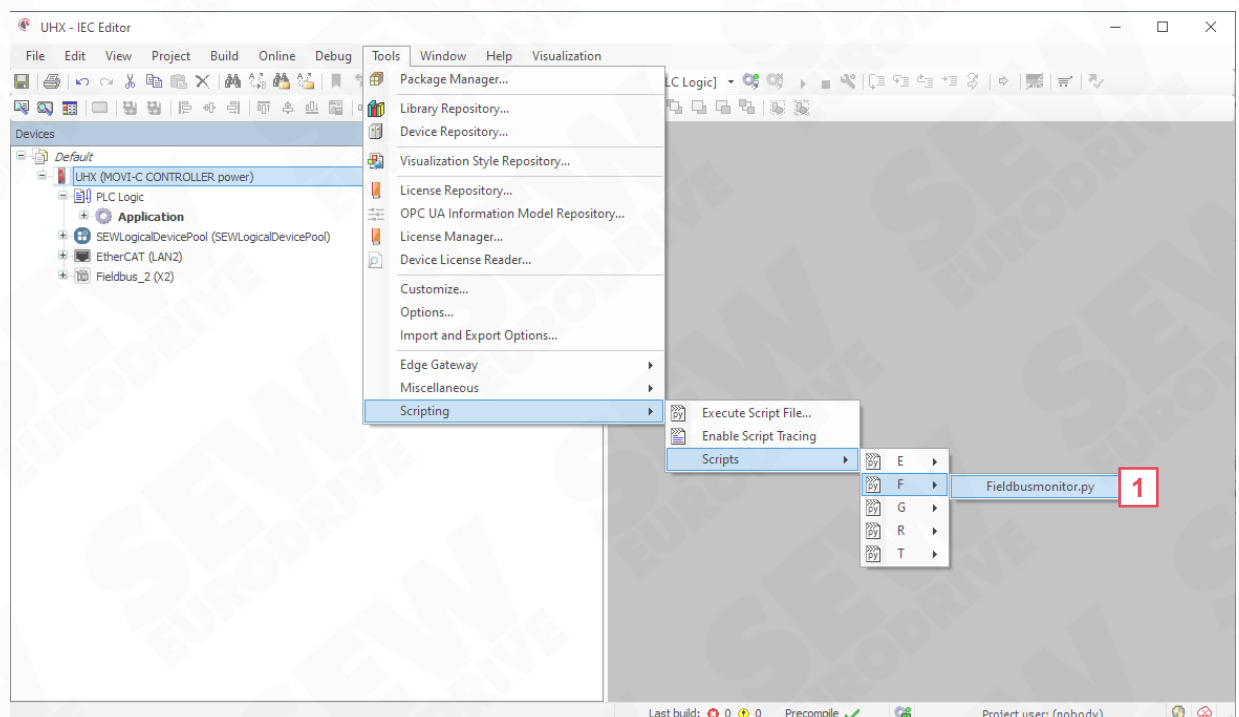 UHX - IEC Editor
File Edit View Project Build Online Debug Tools Window Help Visualization
LC Logic]
Devices
Default
UHX (MOVI-C CONTROLLER power)
PLC Logic
Application
SEWLogicalDevicePool (SEWLogicalDevicePool)
EtherCAT (LAN2)
Fieldbus_2 (X2)
Package Manager...
Library Repository...
Device Repository...
Visualization Style Repository...
License Repository...
OPC UA Information Model Repository...
License Manager...
Device License Reader...
Customize...
Options...
Import and Export Options...
Edge Gateway
Miscellaneous
Scripting
Execute Script File...
Enable Script Tracing
Scripts
E
F
G
R
T
Fieldbusmonitor.py
1
Last build: 0 0 Precompile Project user: (nobody)
SEW
EURODRIVE